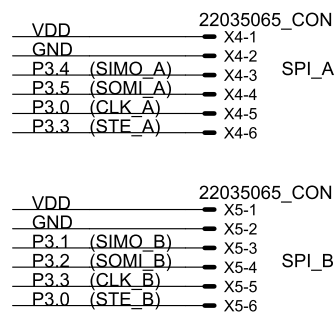 22035065_CON
VDD X4-1
GND X4-2
P3.4 (SIMO_A) X4-3 SPI_A
P3.5 (SOMI_A) X4-4
P3.0 (CLK_A) X4-5
P3.3 (STE_A) X4-6
22035065_CON
VDD X5-1
GND X5-2
P3.1 (SIMO_B) X5-3
P3.2 (SOMI_B) X5-4 SPI_B
P3.3 (CLK_B) X5-5
P3.0 (STE_B) X5-6